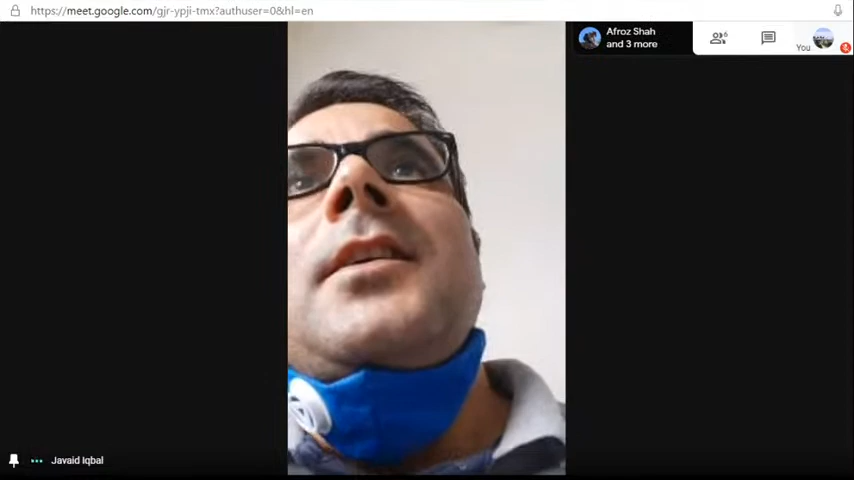 https://meet.google.com/gjr-ypji-tmx?authuser=0&hl=en
Afroz Shah
and 3 more
6
You
Javaid Iqbal